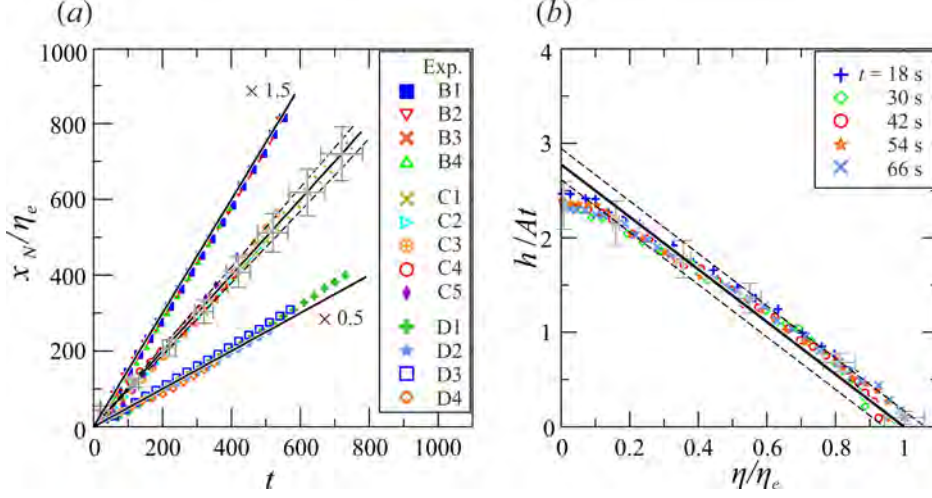 (a)
x_N/η_e
1000
800
600
400
200
0
0 200 400 600 800 1000
t
× 1.5
× 0.5
Exp.
B1
B2
B3
B4
C1
C2
C3
C4
C5
D1
D2
D3
D4
(b)
h/At
4
3
2
1
0
0 0.2 0.4 0.6 0.8 1
η/η_e
t = 18 s
30 s
42 s
54 s
66 s